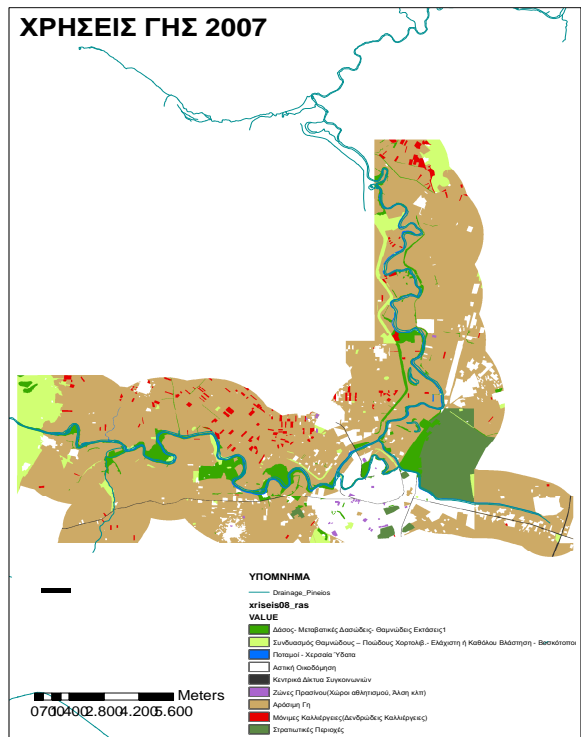 ΧΡΗΣΕΙΣ ΓΗΣ 2007
ΥΠΟΜΝΗΜΑ
Drainage_Pineios
xriseis08_ras
VALUE
Δάσος- Μεταβατικές Δασώδεις- Θαμνώδεις Εκτάσεις1
Συνδυασμός Θαμνώδους – Ποώδους Χορτολιβ.- Ελάχιστη ή Καθόλου Βλάστηση - Βοσκότοποι
Ποταμοί - Χερσαία Ύδατα
Αστική Οικοδόμηση
Κεντρικά Δίκτυα Συγκοινωνιών
Ζώνες Πρασίνου(Χώροι αθλητισμού, Άλση κλπ)
Αρόσιμη Γη
Μόνιμες Καλλιέργειες(Δενδρώδεις Καλλιέργειες)
Στρατιωτικές Περιοχές
Meters
0 700 1.400 2.800 4.200 5.600